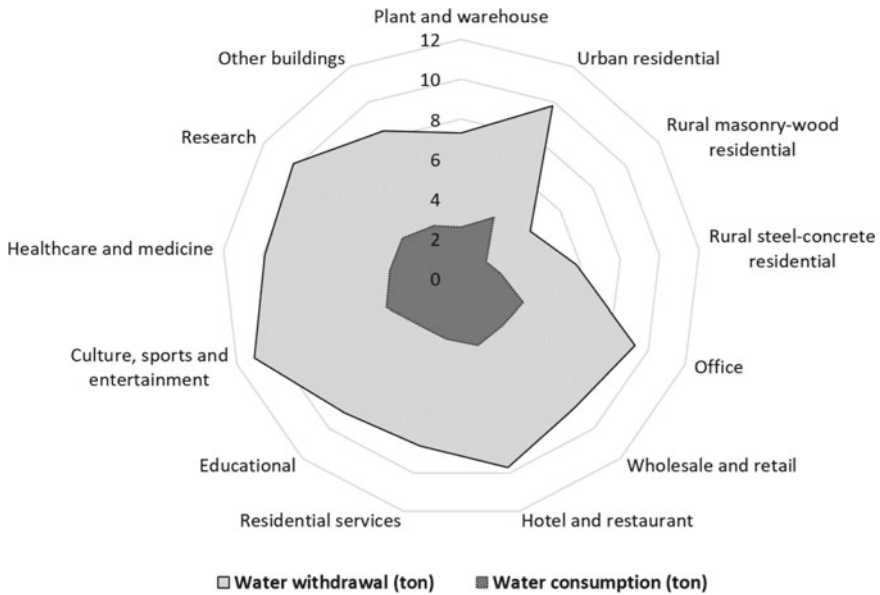 Plant and warehouse
12
Other buildings
Urban residential
10
8
Research
Rural masonry-wood
residential
6
4
Healthcare and medicine
Rural steel-concrete
residential
2
0
Culture, sports and
entertainment
Office
Educational
Wholesale and retail
Residential services
Hotel and restaurant
Water withdrawal (ton)
Water consumption (ton)